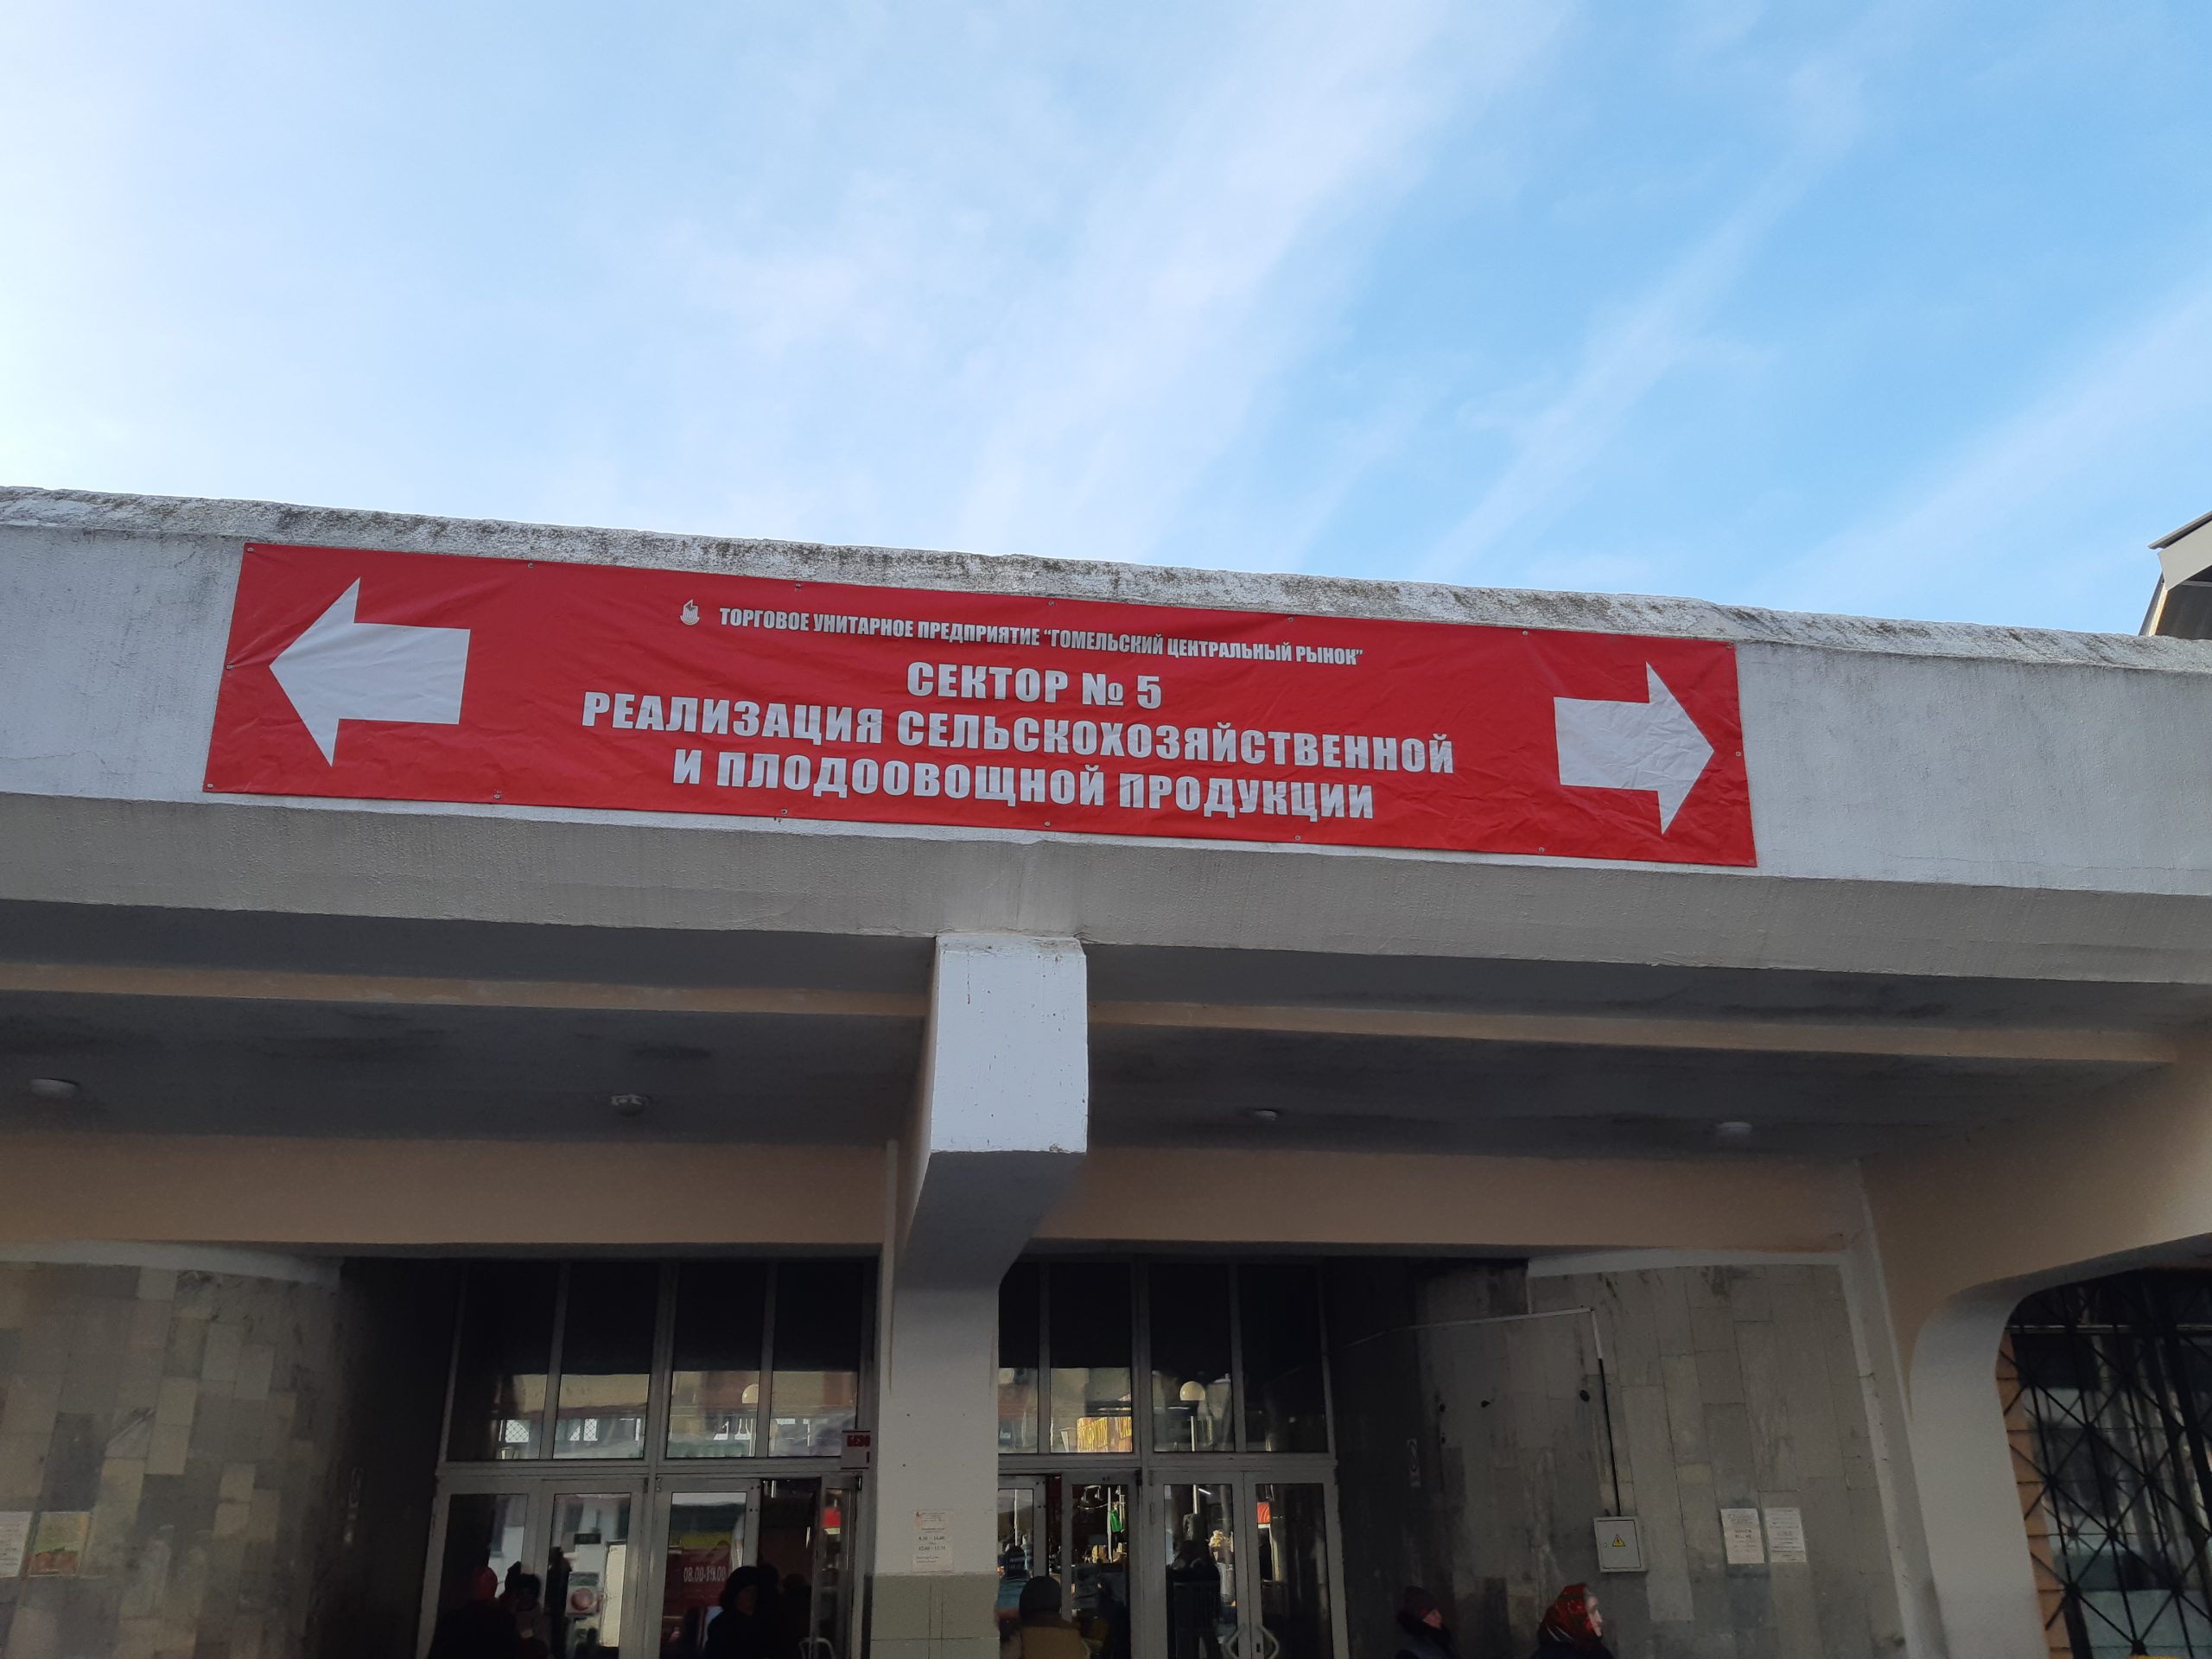 ТОРГОВОЕ УНИТАРНОЕ ПРЕДПРИЯТИЕ "ГОМЕЛЬСКИЙ ЦЕНТРАЛЬНЫЙ РЫНОК"
СЕКТОР № 5
РЕАЛИЗАЦИЯ СЕЛЬСКОХОЗЯЙСТВЕННОЙ
И ПЛОДООВОЩНОЙ ПРОДУКЦИИ